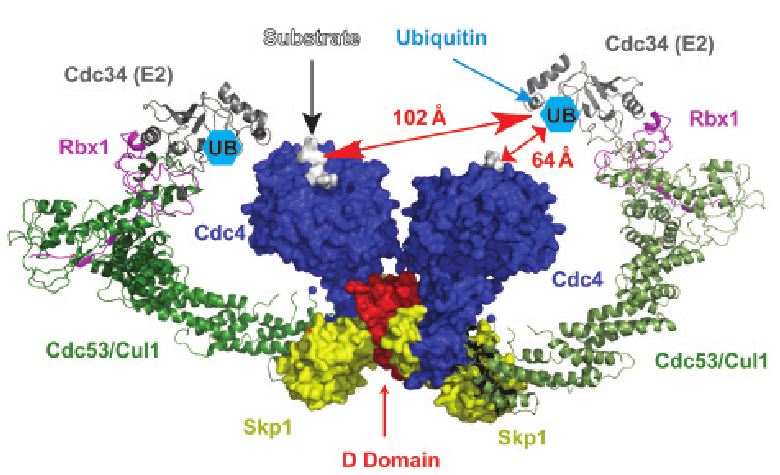 Substrate
Ubiquitin
Cdc34 (E2)
Cdc34 (E2)
Rbx1
UB
102 Å
UB
Rbx1
64 Å
Cdc4
Cdc4
Cdc53/Cul1
Cdc53/Cul1
Skp1
Skp1
D Domain